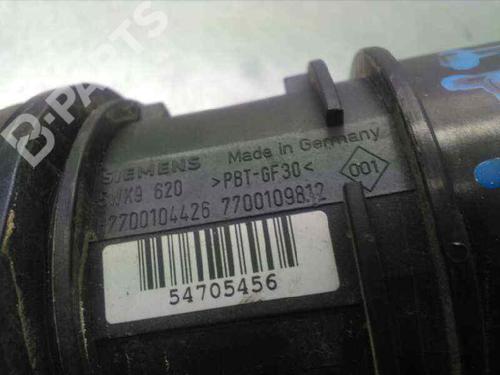 SIEMENS Made in Germany
5WK9 620 >PBT-GF30< 001
7700104426 7700109812
54705456
B-PARTS